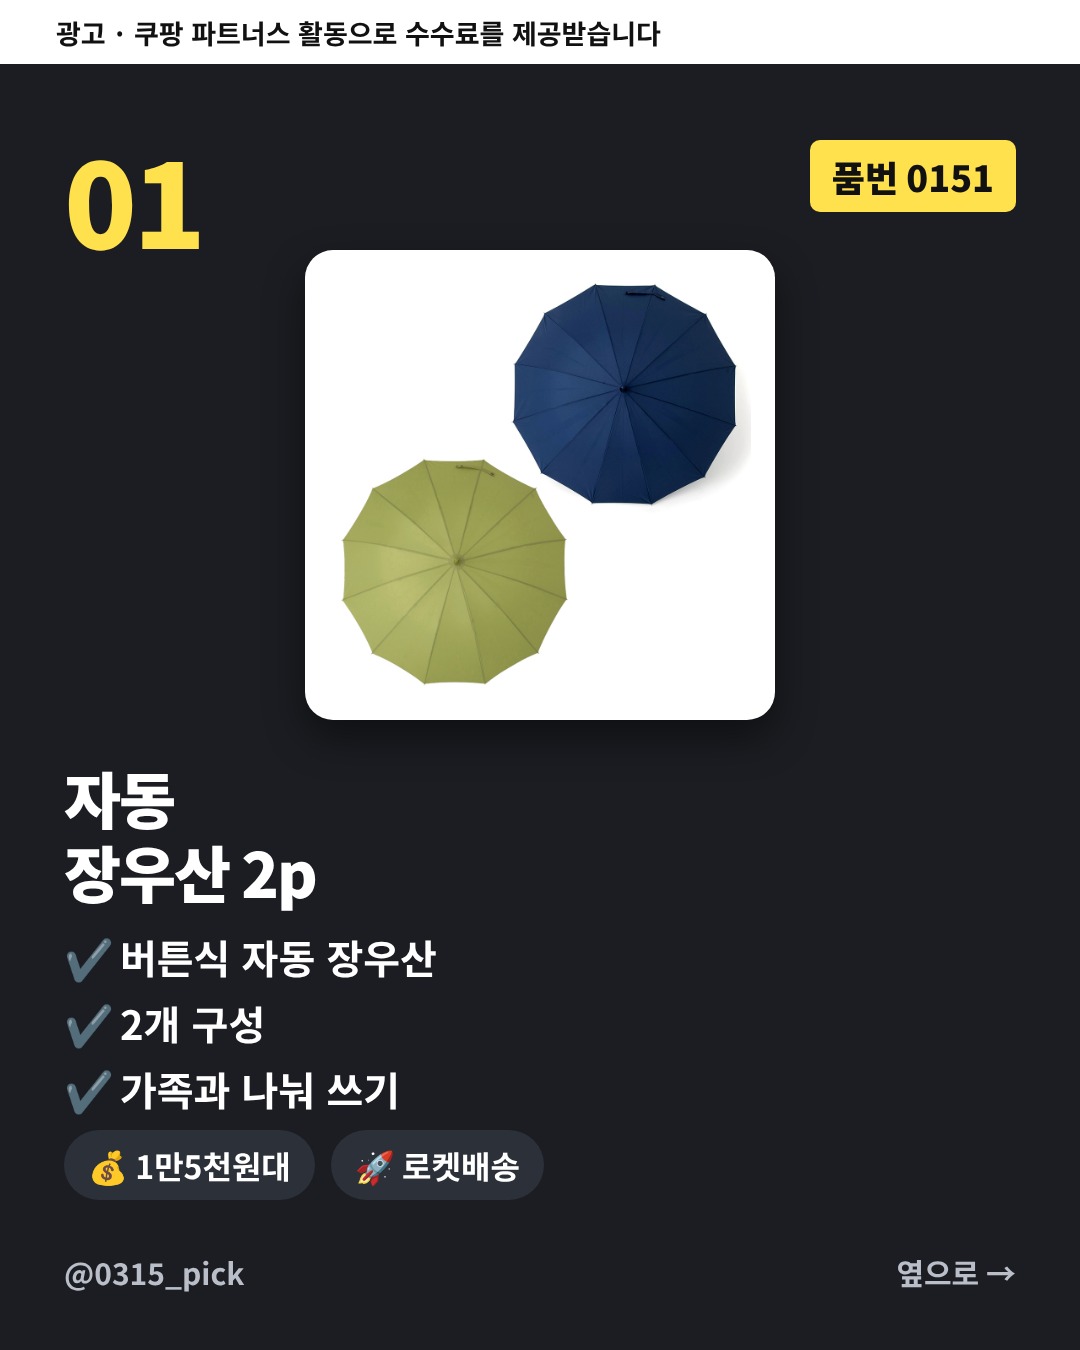 광고 · 쿠팡 파트너스 활동으로 수수료를 제공받습니다
01
품번 0151
자동
장우산 2p
✔ 버튼식 자동 장우산
✔ 2개 구성
✔ 가족과 나눠 쓰기
💰 1만5천원대
🚀 로켓배송
@0315_pick
옆으로 →